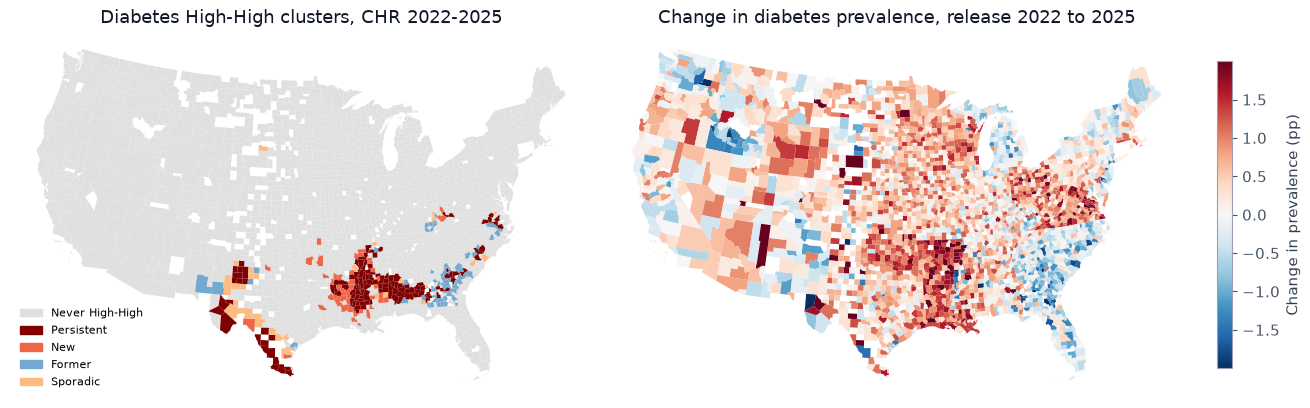 Diabetes High-High clusters, CHR 2022-2025
Change in diabetes prevalence, release 2022 to 2025
Never High-High
Persistent
New
Former
Sporadic
1.5
1.0
0.5
0.0
−0.5
−1.0
−1.5
Change in prevalence (pp)